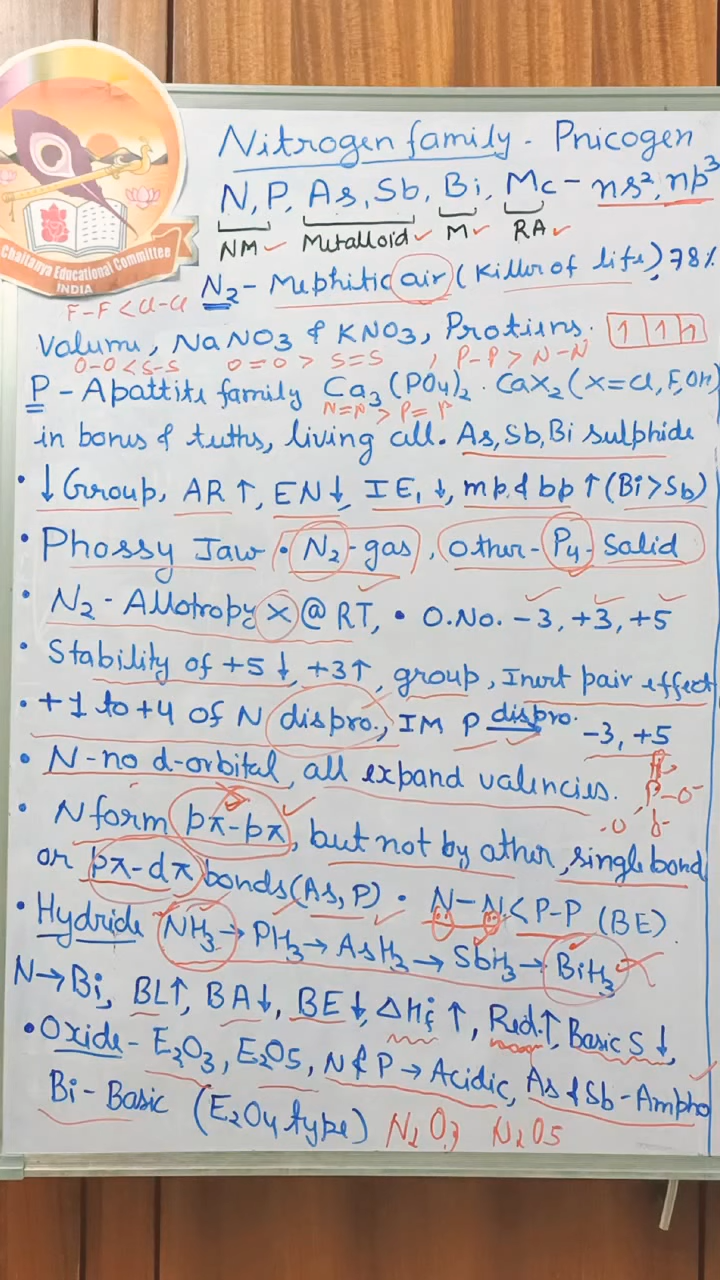 Nitrogen family - Pnicogen
N, P, As, Sb, Bi, Mc - ns², np³
NM Metalloid M RA
Chaitanya Educational Committee
INDIA
N₂ - Mephitic air (Killer of life), 78%
F-F < Cl-Cl
Volume, NaNO3 & KNO3, Protiens. 1 1 1
O-O < S-S O=O > S=S , P-P > N-N
P - Apattite family Ca₃(PO₄)₂ . CaX₂ (X=Cl, F, OH)
N≡N > P≡P
in bones & teeths, living cell. As, Sb, Bi sulphide
• ↓ Group, AR ↑, EN ↓, IE₁ ↓, mp & bp ↑ (Bi > Sb)
• Phossy Jaw • N₂ - gas, Other - P₄ - Solid
• N₂ - Allotropy X @ RT, • O.No. -3, +3, +5
• Stability of +5 ↓, +3 ↑, group, Inert pair effect
• +1 to +4 of N dispro., IM P dispro. -3, +5
• N - no d-orbital, all expand valencies.
P - O⁻
⁻O O⁻
• N form pπ-pπ, but not by other, single bond
or pπ-dπ bonds (As, P) • N-N < P-P (BE)
• Hydride NH₃ → PH₃ → AsH₃ → SbH₃ → BiH₃
N → Bi, BL ↑, BA ↓, BE ↓, ΔHf ↑, Red. ↑, Basic S ↓,
• Oxide - E₂O₃, E₂O5, N & P → Acidic, As & Sb - Ampho
Bi - Basic (E₂O₄ type) N₂O₃ N₂O5